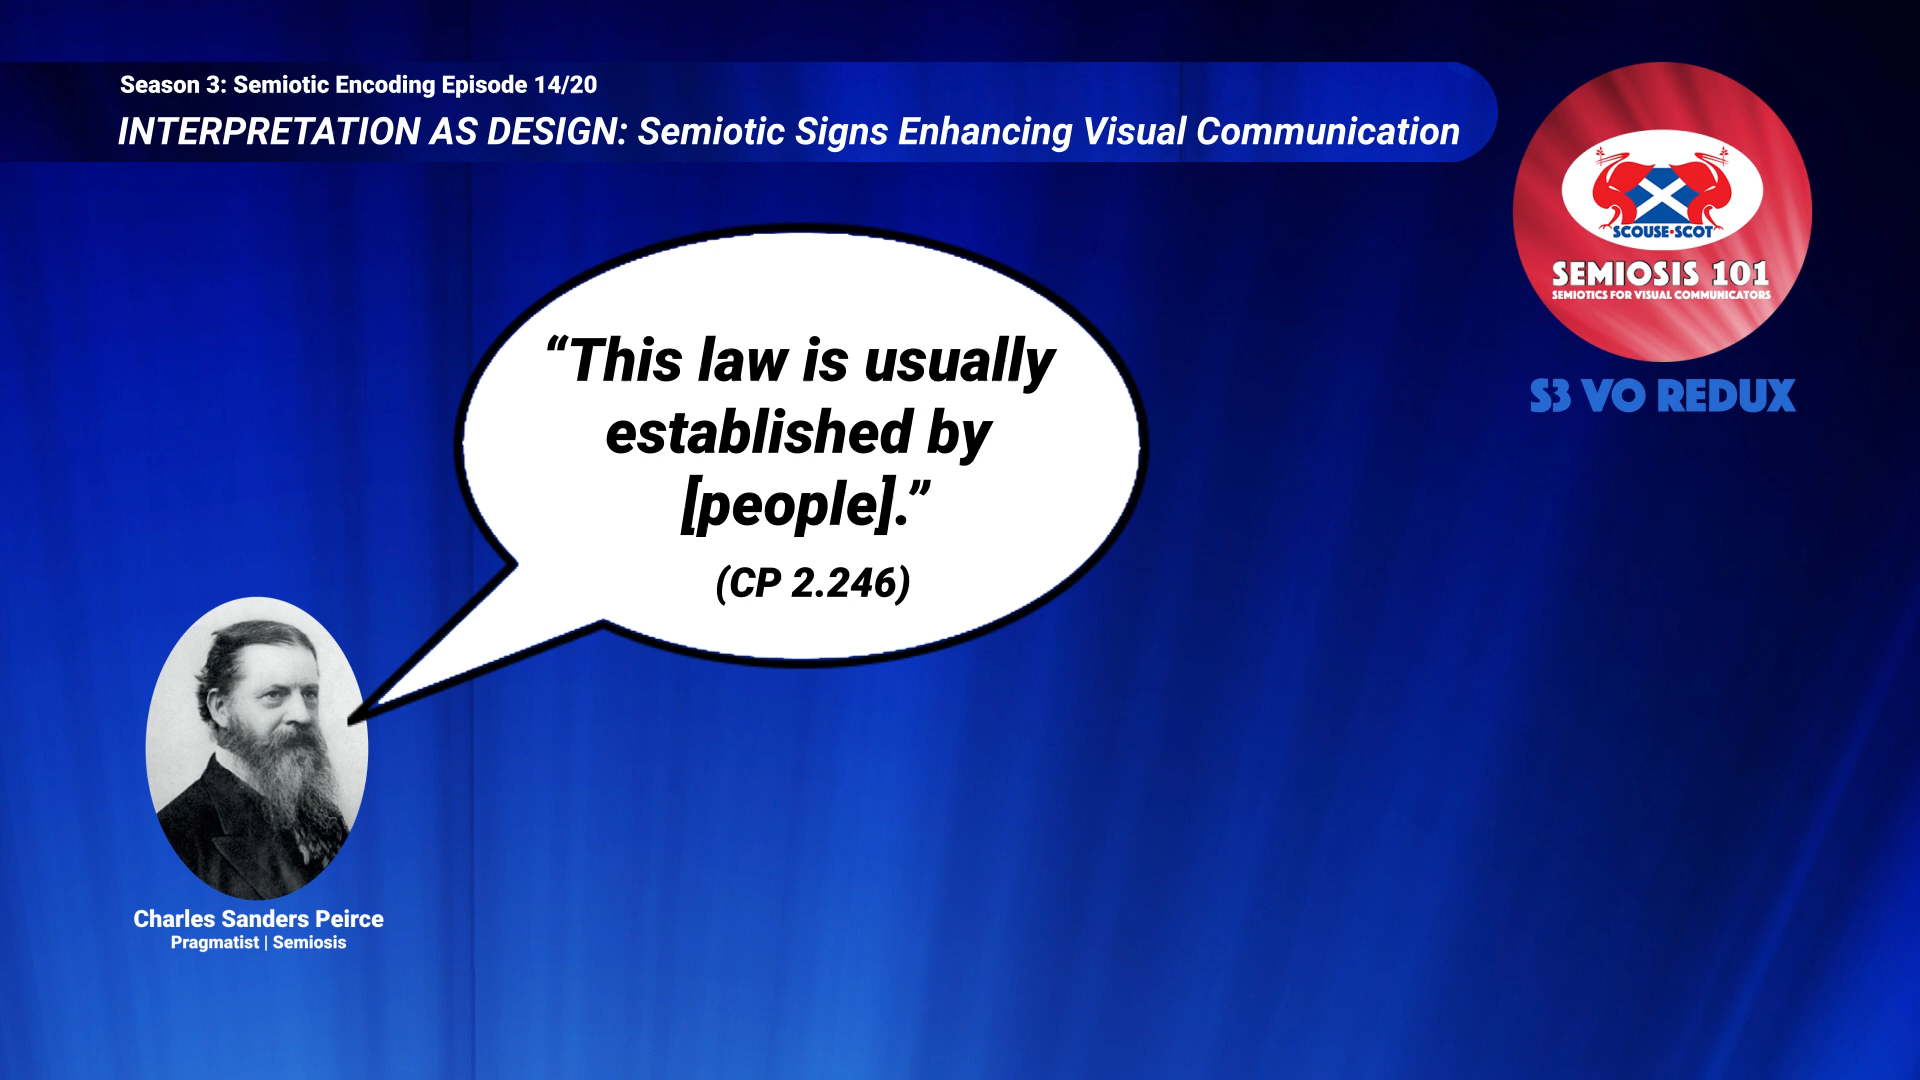 Season 3: Semiotic Encoding Episode 14/20
INTERPRETATION AS DESIGN: Semiotic Signs Enhancing Visual Communication
SCOUSE•SCOT
SEMIOSIS 101
SEMIOTICS FOR VISUAL COMMUNICATORS
S3 VO REDUX
“This law is usually
established by
[people].”
(CP 2.246)
Charles Sanders Peirce
Pragmatist | Semiosis